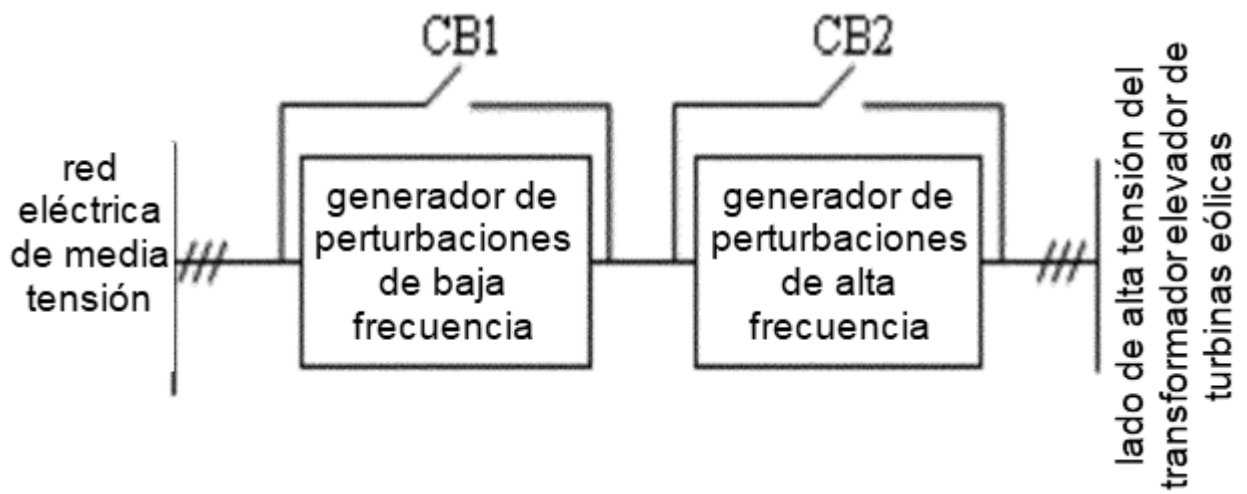 CB1
CB2
red
eléctrica
de media
tensión
generador de
perturbaciones
de baja
frecuencia
generador de
perturbaciones
de alta
frecuencia
lado de alta tensión del
transformador elevador de
turbinas eólicas